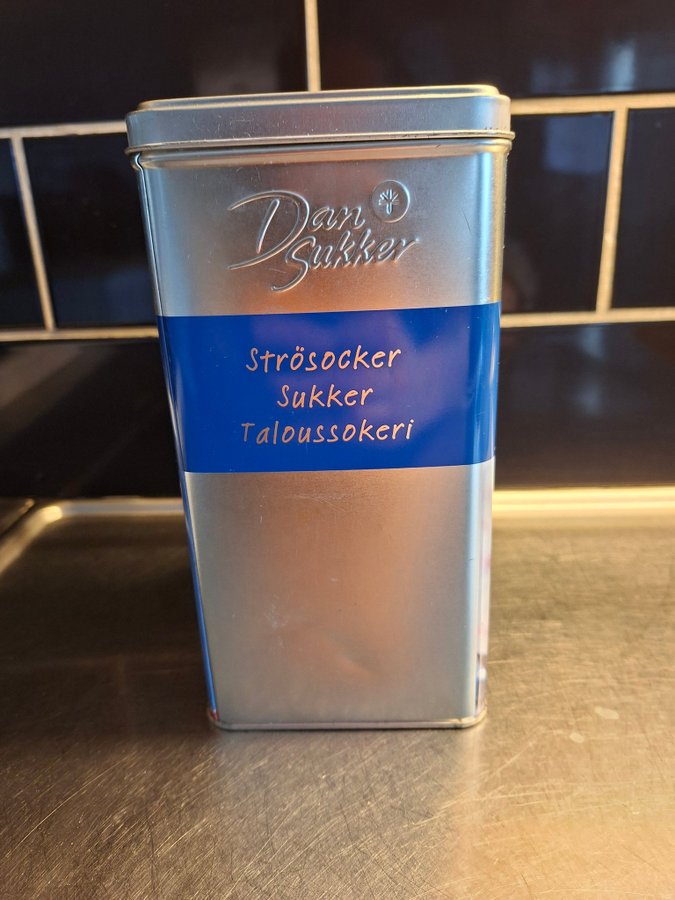 Dan
Sukker
Strösocker
Sukker
Taloussokeri